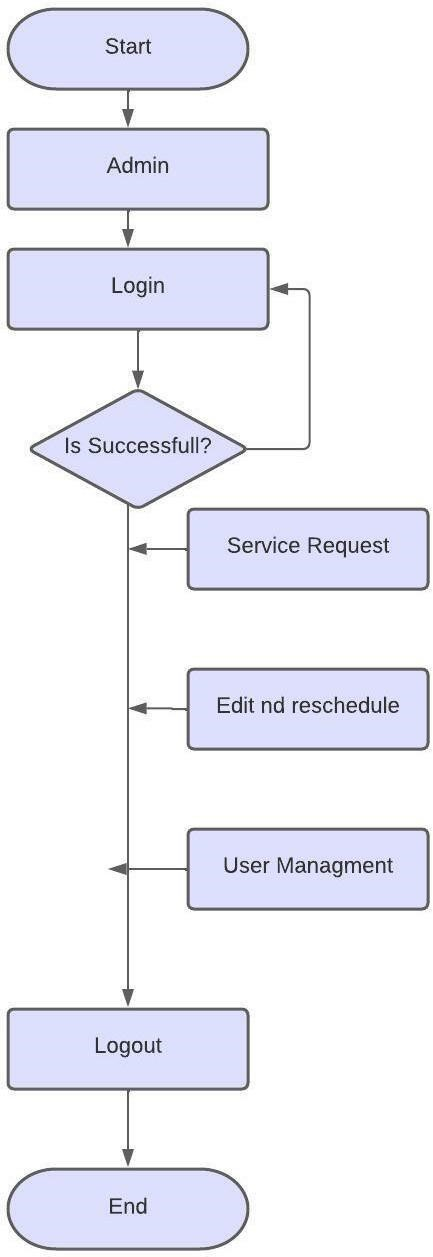 Start
Admin
Login
Is Successfull?
Service Request
Edit nd reschedule
User Managment
Logout
End